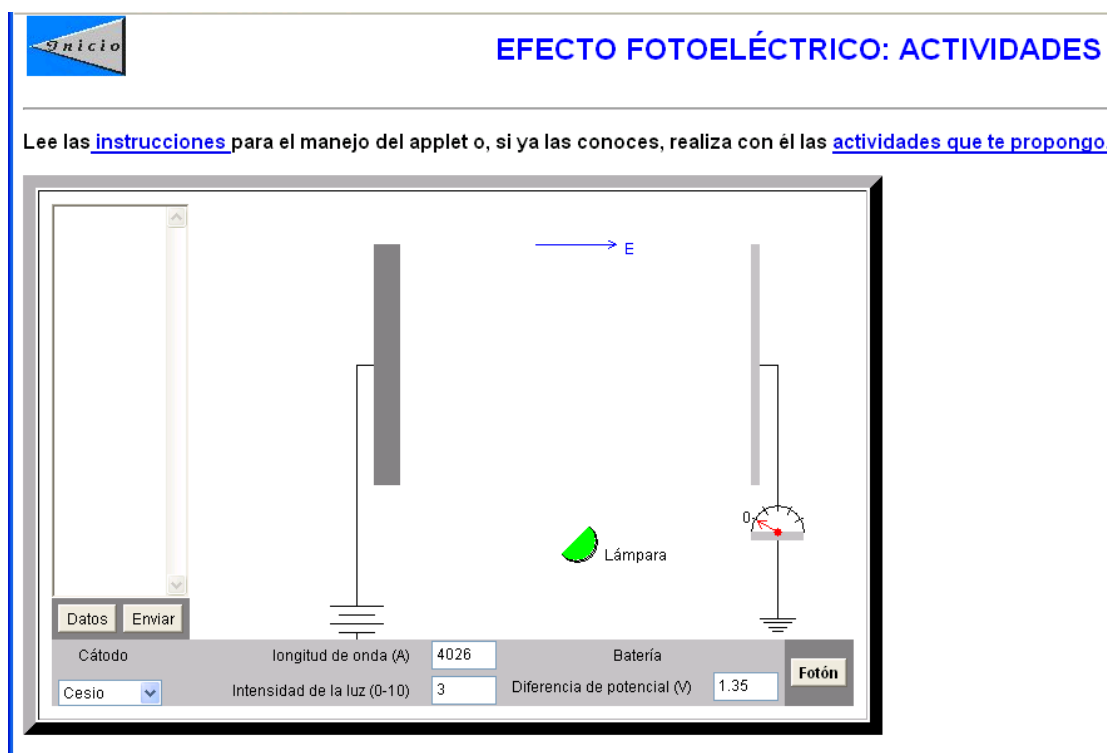 Inicio
EFECTO FOTOELÉCTRICO: ACTIVIDADES
Lee las instrucciones para el manejo del applet o, si ya las conoces, realiza con él las actividades que te propongo.
E
0
Lámpara
Datos Enviar
Cátodo longitud de onda (A) 4026 Batería
Cesio Intensidad de la luz (0-10) 3 Diferencia de potencial (V) 1.35 Fotón